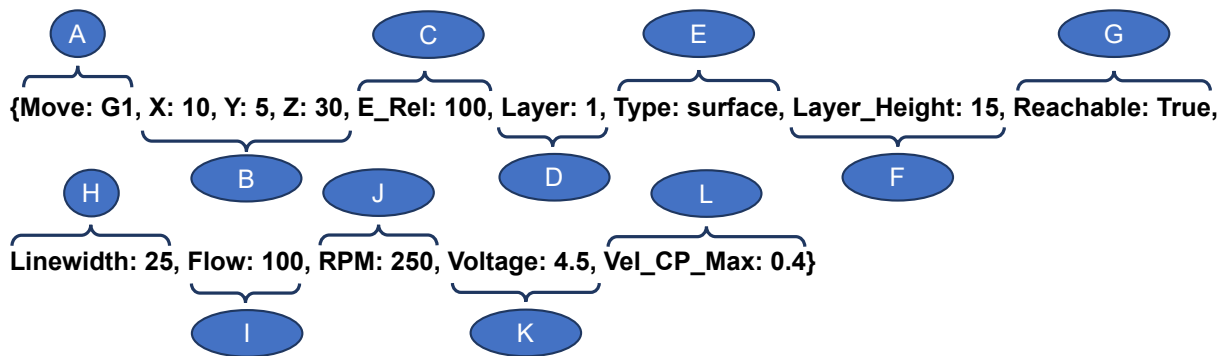 A
C
E
G
{Move: G1, X: 10, Y: 5, Z: 30, E_Rel: 100, Layer: 1, Type: surface, Layer_Height: 15, Reachable: True,
B
D
F
H
J
L
Linewidth: 25, Flow: 100, RPM: 250, Voltage: 4.5, Vel_CP_Max: 0.4}
I
K